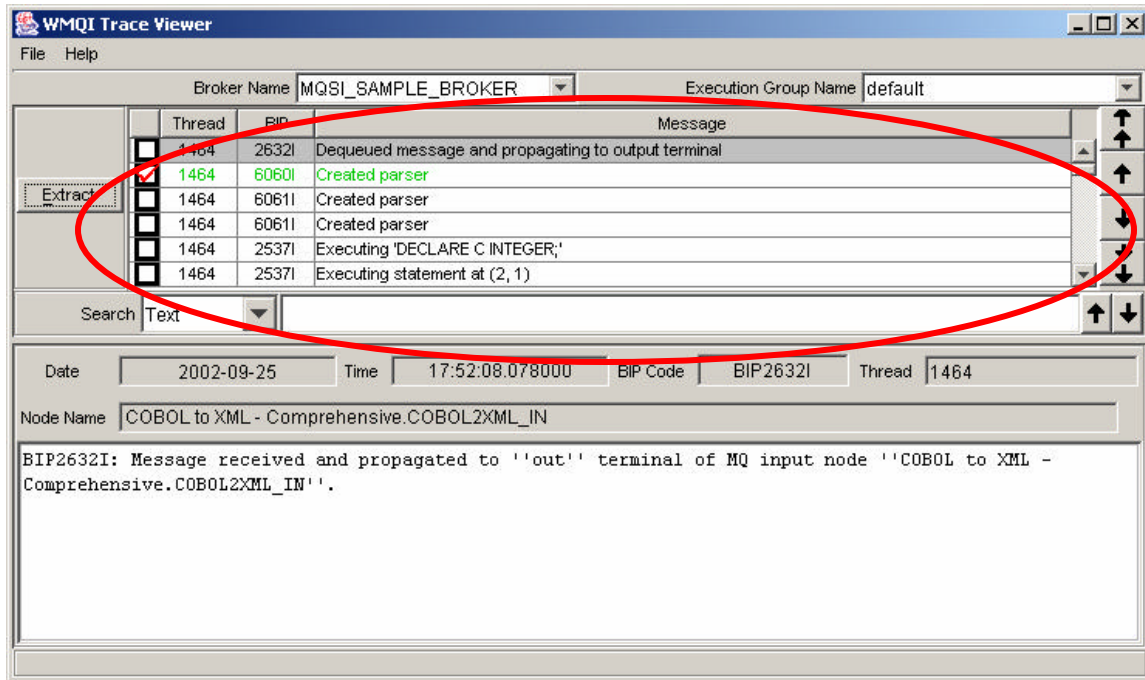 WMQI Trace Viewer
File Help
Broker Name MQSI_SAMPLE_BROKER Execution Group Name default
Thread BIP Message
1464 2632I Dequeued message and propagating to output terminal
1464 6060I Created parser
Extract
1464 6061I Created parser
1464 6061I Created parser
1464 2537I Executing 'DECLARE C INTEGER;'
1464 2537I Executing statement at (2, 1)
Search Text
Date 2002-09-25 Time 17:52:08.078000 BIP Code BIP2632I Thread 1464
Node Name COBOL to XML - Comprehensive.COBOL2XML_IN
BIP2632I: Message received and propagated to ''out'' terminal of MQ input node ''COBOL to XML -
Comprehensive.COBOL2XML_IN''.